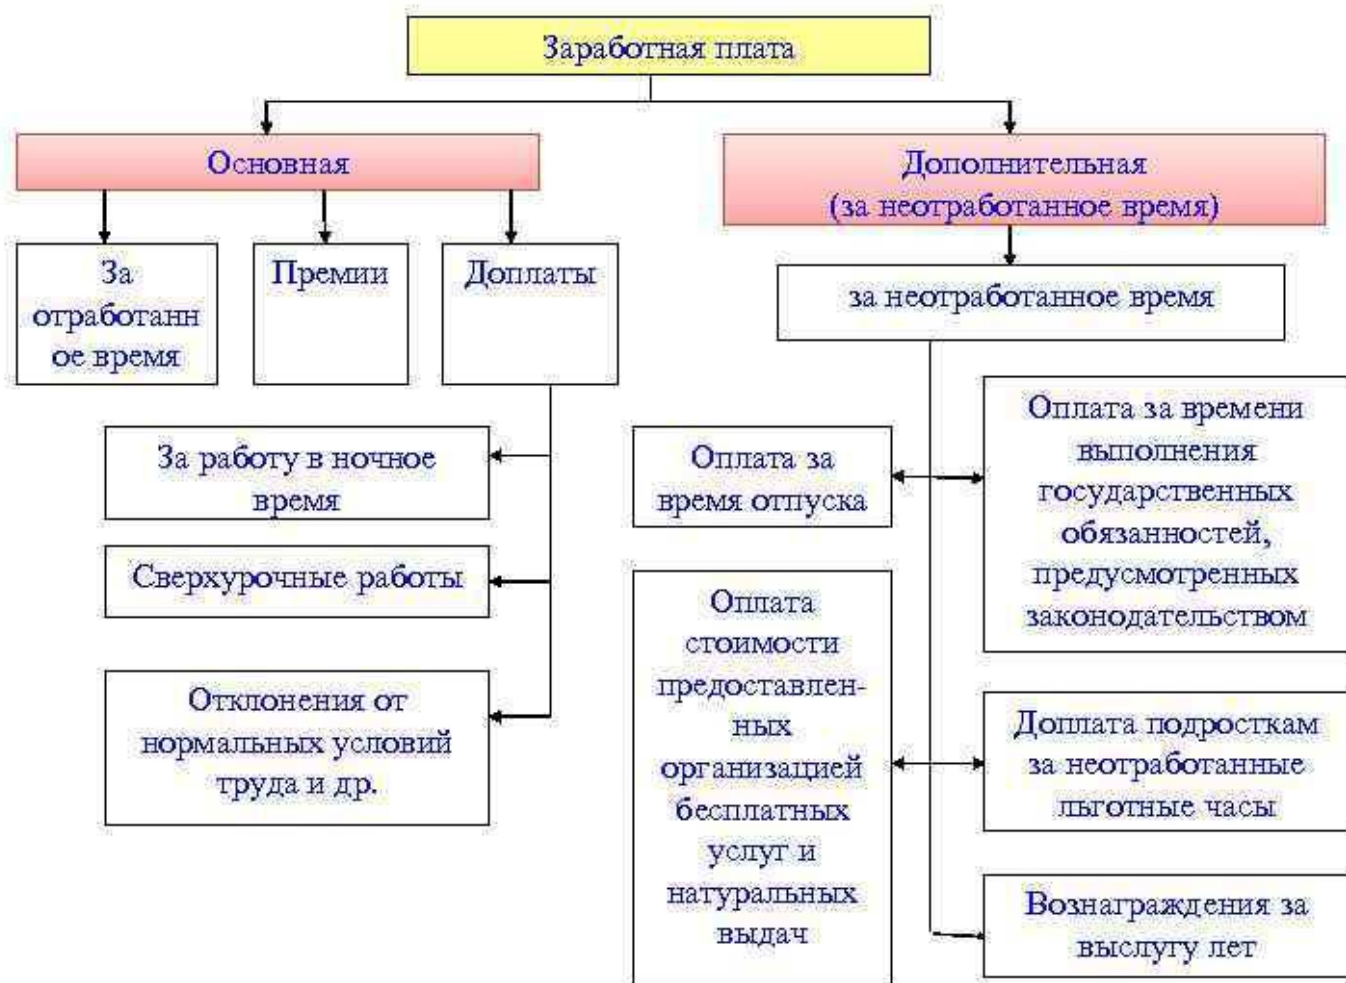 Заработная плата
Основная
Дополнительная
(за неотработанное время)
За
отработанн
ое время
Премии
Доплаты
за неотработанное время
За работу в ночное
время
Сверхурочные работы
Отклонения от
нормальных условий
труда и др.
Оплата за
время отпуска
Оплата за времени
выполнения
государственных
обязанностей,
предусмотренных
законодательством
Оплата
стоимости
предоставлен-
ных
организацией
бесплатных
услуг и
натуральных
выдач
Доплата подросткам
за неотработанные
льготные часы
Вознаграждения за
выслугу лет